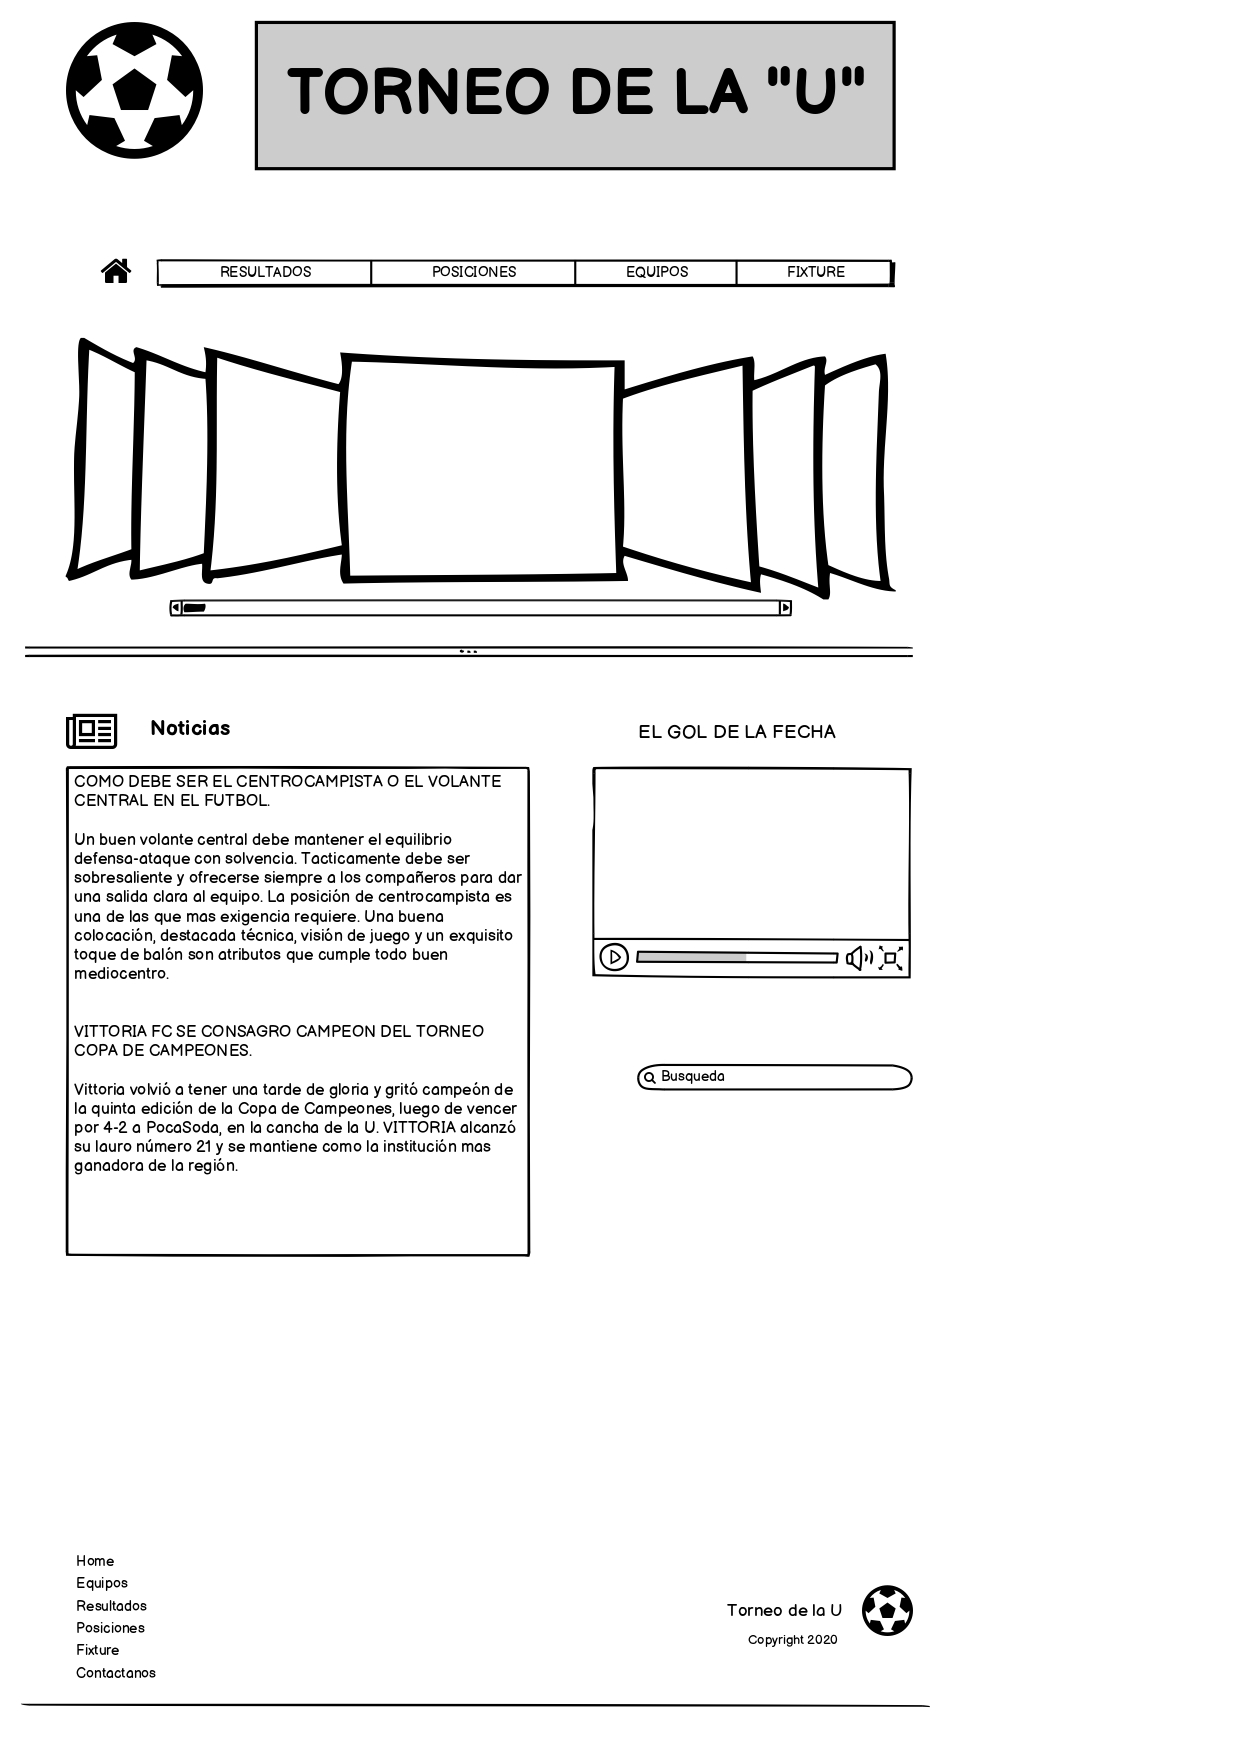 TORNEO DE LA "U"
RESULTADOS POSICIONES EQUIPOS FIXTURE
Noticias
COMO DEBE SER EL CENTROCAMPISTA O EL VOLANTE
CENTRAL EN EL FUTBOL.
Un buen volante central debe mantener el equilibrio
defensa-ataque con solvencia. Tacticamente debe ser
sobresaliente y ofrecerse siempre a los compañeros para dar
una salida clara al equipo. La posición de centrocampista es
una de las que mas exigencia requiere. Una buena
colocación, destacada técnica, visión de juego y un exquisito
toque de balón son atributos que cumple todo buen
mediocentro.
VITTORIA FC SE CONSAGRO CAMPEON DEL TORNEO
COPA DE CAMPEONES.
Vittoria volvió a tener una tarde de gloria y gritó campeón de
la quinta edición de la Copa de Campeones, luego de vencer
por 4-2 a PocaSoda, en la cancha de la U. VITTORIA alcanzó
su lauro número 21 y se mantiene como la institución mas
ganadora de la región.
EL GOL DE LA FECHA
Busqueda
Home
Equipos
Resultados
Posiciones
Fixture
Contactanos
Torneo de la U
Copyright 2020